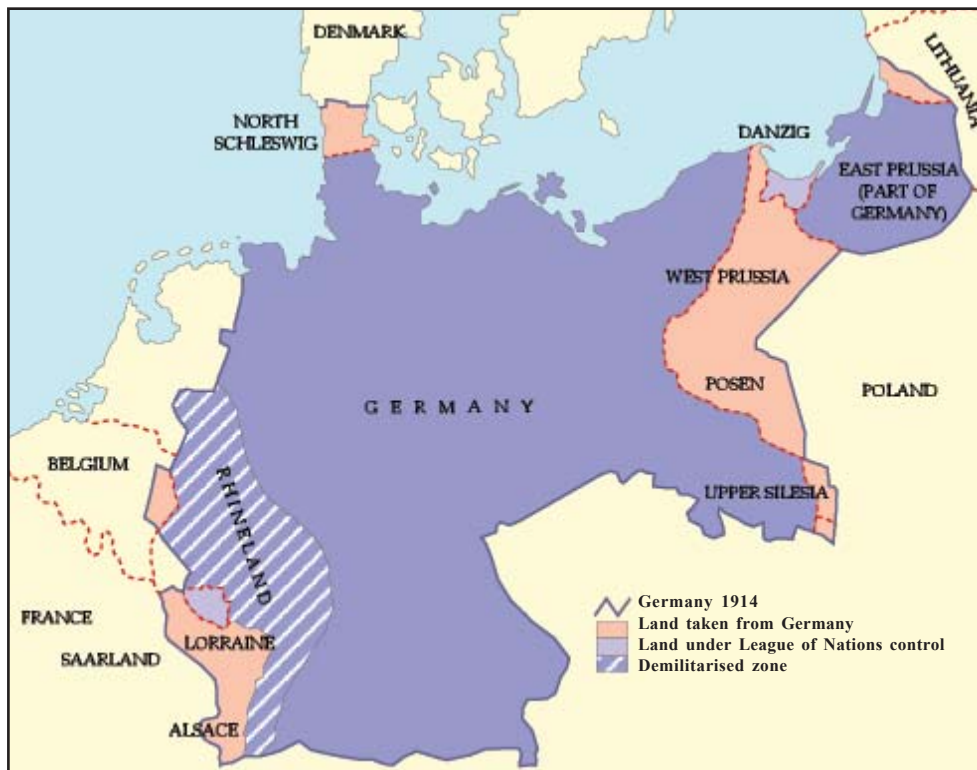 DENMARK
LITHUANIA
NORTH
SCHLESWIG
DANZIG
EAST PRUSSIA
(PART OF
GERMANY)
WEST PRUSSIA
POSEN
POLAND
G E R M A N Y
BELGIUM
RHINELAND
UPPER SILESIA
FRANCE
LORRAINE
SAARLAND
ALSACE
Germany 1914
Land taken from Germany
Land under League of Nations control
Demilitarised zone